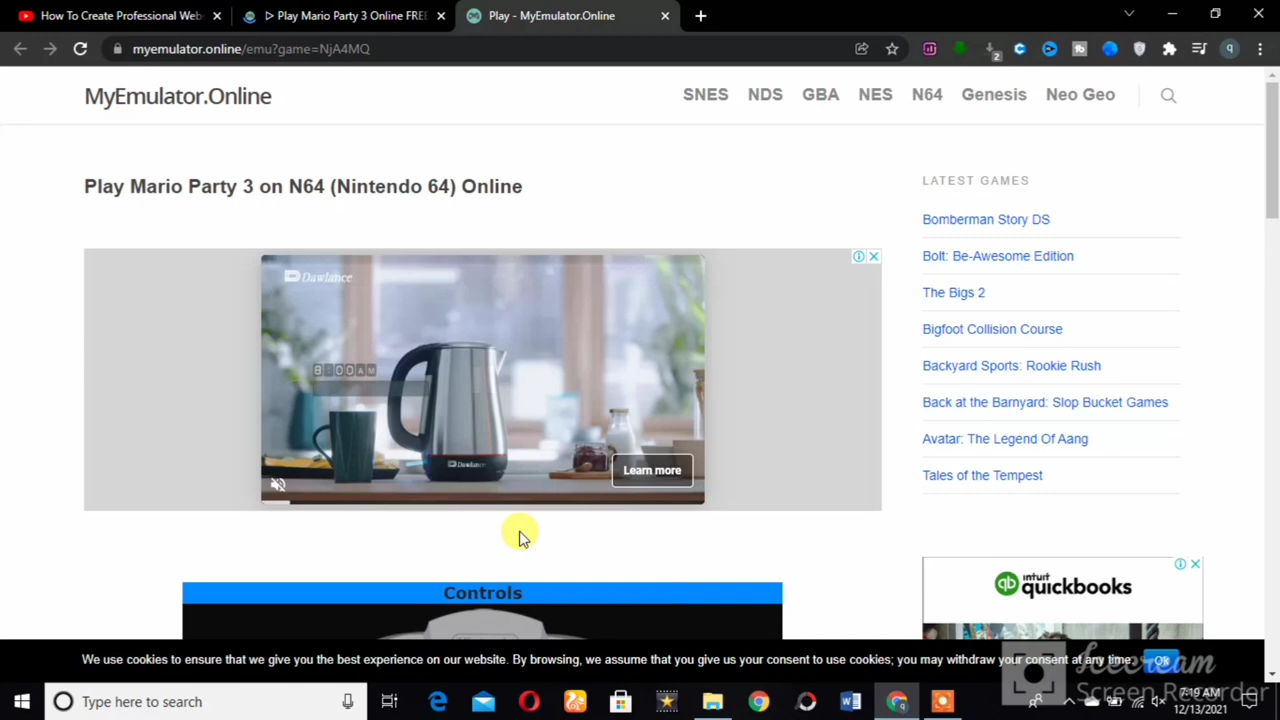 How To Create Professional Webs
Play Mario Party 3 Online FREE
Play - MyEmulator.Online
myemulator.online/emu?game=NjA4MQ
2
q
MyEmulator.Online
SNES NDS GBA NES N64 Genesis Neo Geo
Play Mario Party 3 on N64 (Nintendo 64) Online
LATEST GAMES
Bomberman Story DS
Bolt: Be-Awesome Edition
The Bigs 2
Bigfoot Collision Course
Backyard Sports: Rookie Rush
Back at the Barnyard: Slop Bucket Games
Avatar: The Legend Of Aang
Tales of the Tempest
Dawlance
8:00AM
Dawlance
Learn more
intuit
quickbooks
Controls
We use cookies to ensure that we give you the best experience on our website. By browsing, we assume that you give us your consent to use cookies; you may withdraw your consent at any time.
Ok
Icecream
Screen Recorder
Type here to search
7:19 AM
12/13/2021